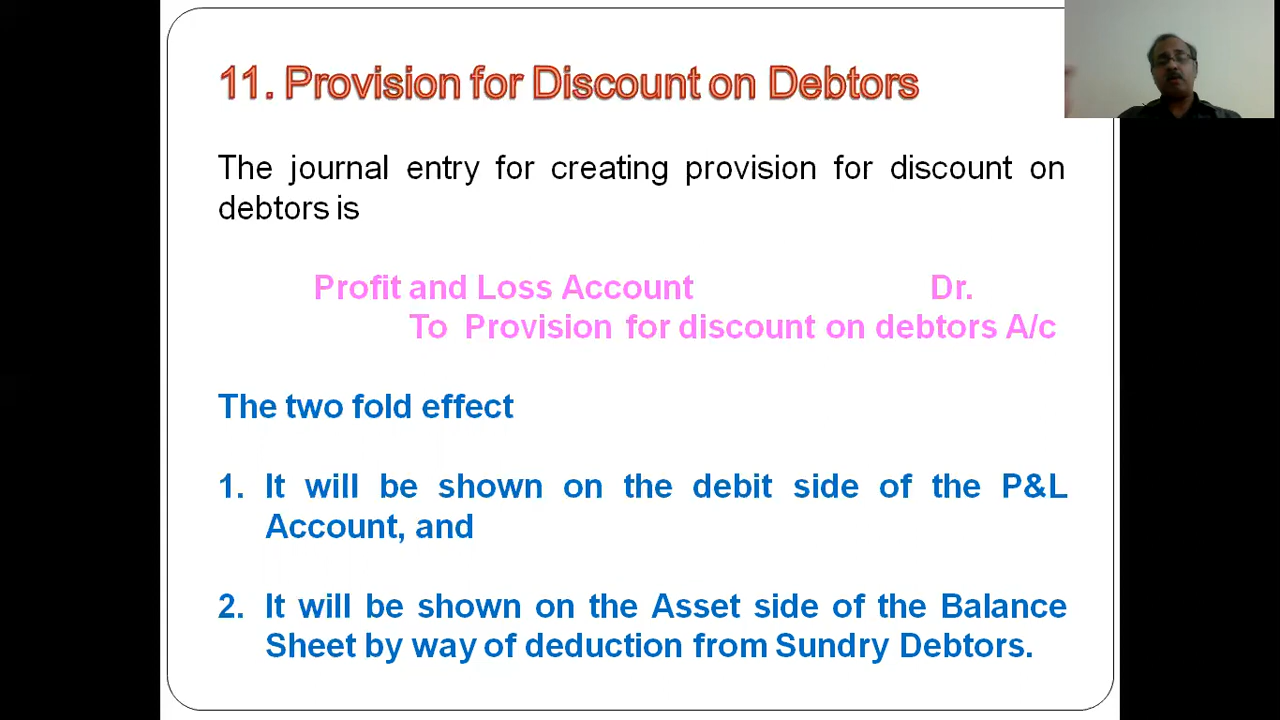 11. Provision for Discount on Debtors
The journal entry for creating provision for discount on
debtors is
Profit and Loss Account Dr.
To Provision for discount on debtors A/c
The two fold effect
1. It will be shown on the debit side of the P&L
Account, and
2. It will be shown on the Asset side of the Balance
Sheet by way of deduction from Sundry Debtors.